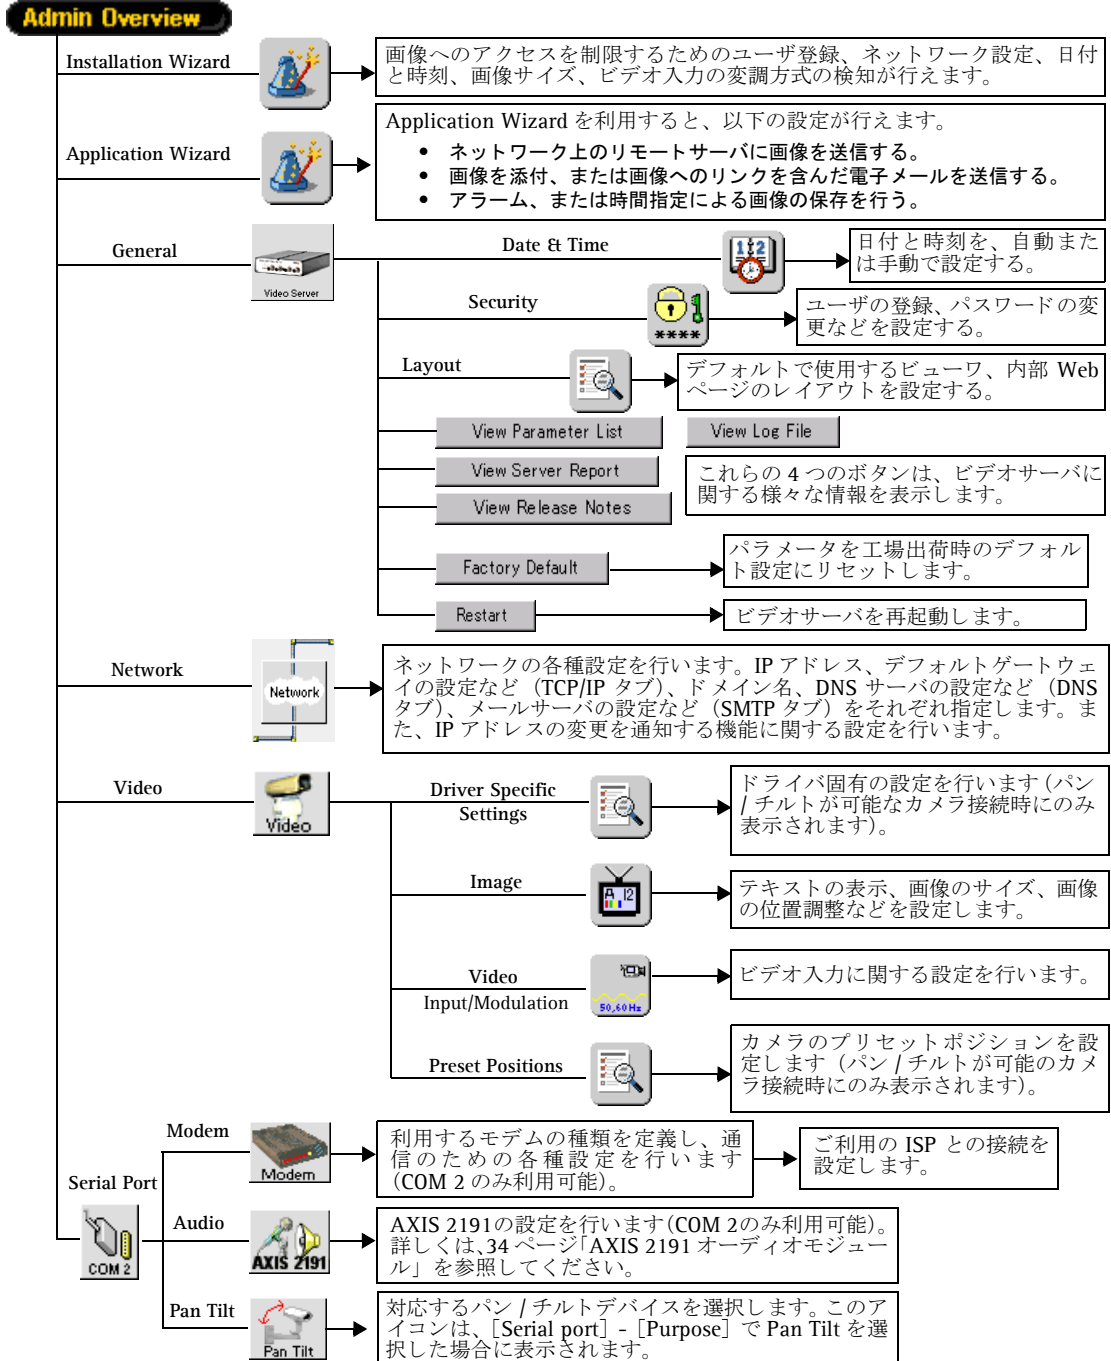 Admin Overview
Installation Wizard
画像へのアクセスを制限するためのユーザ登録、ネットワーク設定、日付
と時刻、画像サイズ、ビデオ入力の変調方式の検知が行えます。
Application Wizard
Application Wizard を利用すると、以下の設定が行えます。
• ネットワーク上のリモートサーバに画像を送信する。
• 画像を添付、または画像へのリンクを含んだ電子メールを送信する。
• アラーム、または時間指定による画像の保存を行う。
General
Video Server
Date & Time
日付と時刻を、自動また
は手動で設定する。
Security
****
ユーザの登録、パスワードの変
更などを設定する。
Layout
デフォルトで使用するビューワ、内部 Web
ページのレイアウトを設定する。
View Parameter List
View Log File
View Server Report
これらの 4 つのボタンは、ビデオサーバに
関する様々な情報を表示します。
View Release Notes
Factory Default
パラメータを工場出荷時のデフォル
ト設定にリセットします。
Restart
ビデオサーバを再起動します。
Network
Network
ネットワークの各種設定を行います。IP アドレス、デフォルトゲートウェ
イの設定など（TCP/IP タブ）、ドメイン名、DNS サーバの設定など（DNS
タブ）、メールサーバの設定など（SMTP タブ）をそれぞれ指定します。ま
た、IP アドレスの変更を通知する機能に関する設定を行います。
Video
Video
Driver Specific
Settings
ドライバ固有の設定を行います（パン
/ チルトが可能なカメラ接続時にのみ
表示されます）。
Image
テキストの表示、画像のサイズ、画像
の位置調整などを設定します。
Video
Input/Modulation
50,60Hz
ビデオ入力に関する設定を行います。
Preset Positions
カメラのプリセットポジションを設
定します（パン / チルトが可能のカメ
ラ接続時にのみ表示されます）。
Modem
Modem
利用するモデムの種類を定義し、通
信のための各種設定を行います
（COM 2 のみ利用可能）。
ご利用の ISP との接続を
設定します。
Serial Port
COM 2
Audio
AXIS 2191
AXIS 2191の設定を行います（COM 2のみ利用可能）。
詳しくは、34 ページ「AXIS 2191 オーディオモジュー
ル」を参照してください。
Pan Tilt
Pan Tilt
対応するパン / チルトデバイスを選択します。このア
イコンは、［Serial port］-［Purpose］で Pan Tilt を選
択した場合に表示されます。